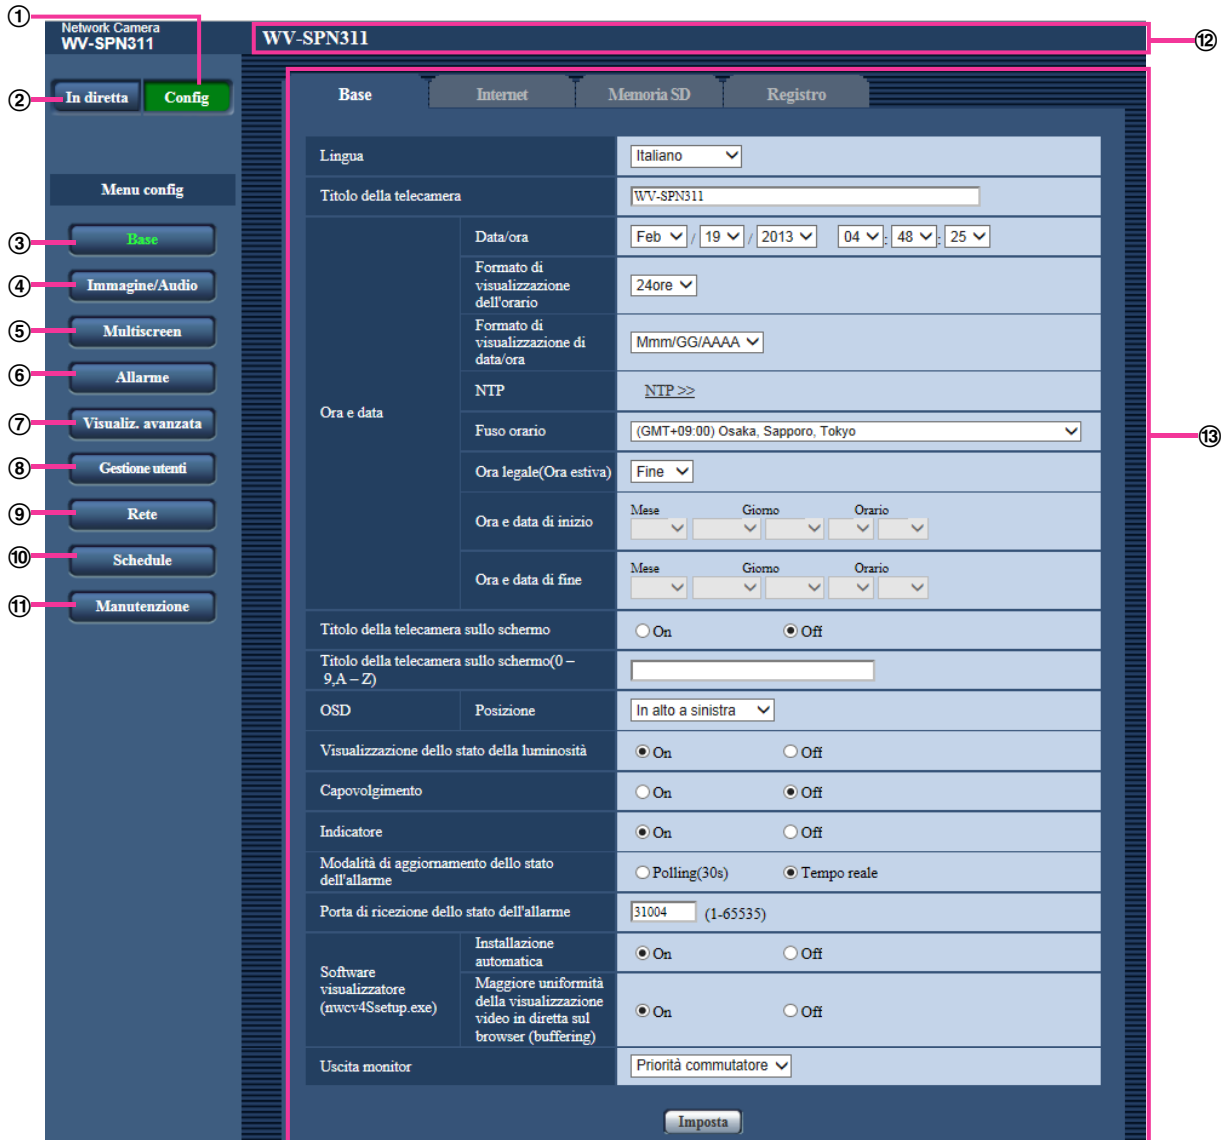 ①
Network Camera
WV-SPN311
WV-SPN311
⑫
② In diretta Config
Base Internet Memoria SD Registro
Menu config
③ Base
④ Immagine/Audio
⑤ Multiscreen
⑥ Allarme
⑦ Visualiz. avanzata
⑧ Gestione utenti
⑨ Rete
⑩ Schedule
⑪ Manutenzione
⑬
Lingua Italiano
Titolo della telecamera WV-SPN311
Ora e data
Data/ora Feb / 19 / 2013 04 : 48 : 25
Formato di
visualizzazione
dell'orario
24ore
Formato di
visualizzazione di
data/ora
Mmm/GG/AAAA
NTP NTP >>
Fuso orario (GMT+09:00) Osaka, Sapporo, Tokyo
Ora legale(Ora estiva) Fine
Ora e data di inizio Mese Giorno Orario
Ora e data di fine Mese Giorno Orario
Titolo della telecamera sullo schermo On Off
Titolo della telecamera sullo schermo(0 –
9,A – Z)
OSD Posizione In alto a sinistra
Visualizzazione dello stato della luminosità On Off
Capovolgimento On Off
Indicatore On Off
Modalità di aggiornamento dello stato
dell'allarme
Polling(30s) Tempo reale
Porta di ricezione dello stato dell'allarme 31004 (1-65535)
Software
visualizzatore
(nwcv4Ssetup.exe)
Installazione
automatica
On Off
Maggiore uniformità
della visualizzazione
video in diretta sul
browser (buffering)
On Off
Uscita monitor Priorità commutatore
Imposta